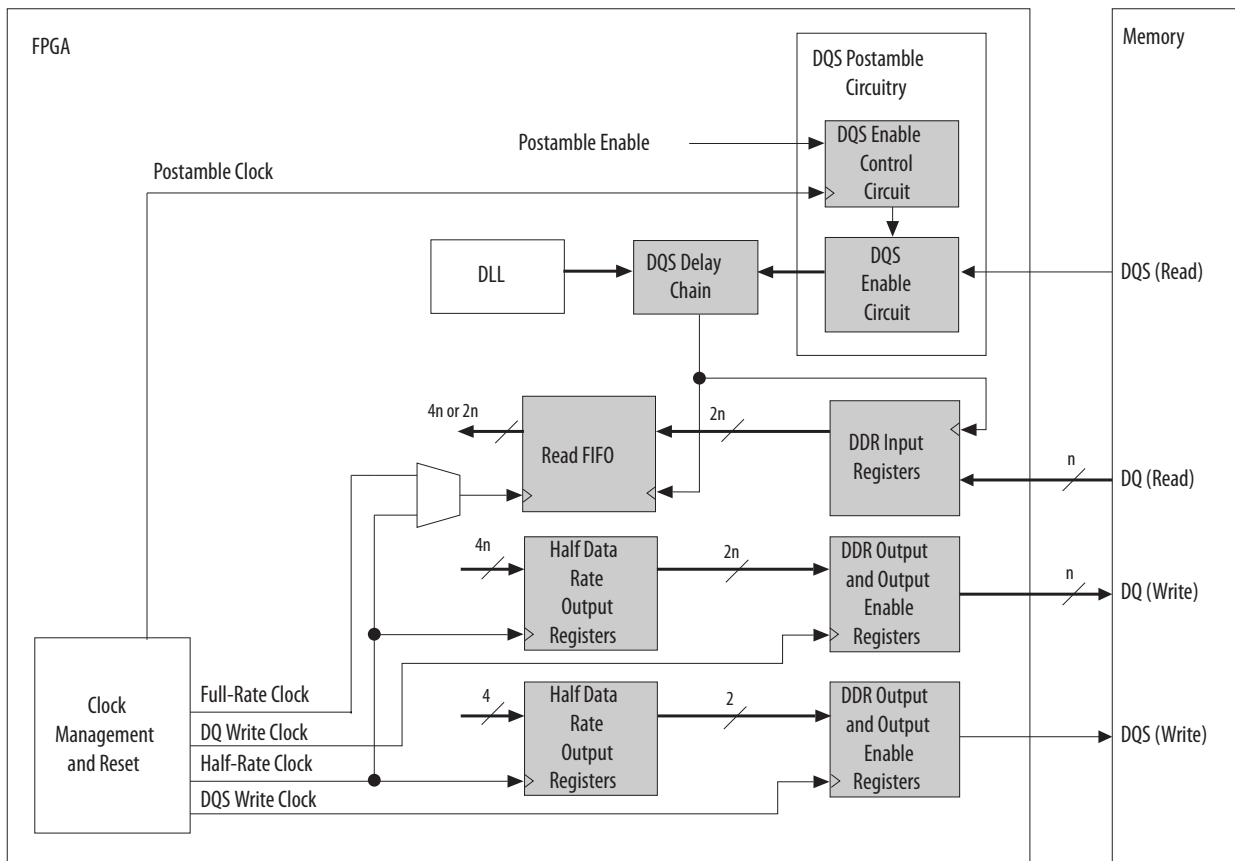 FPGA
Memory
DQS Postamble
Circuitry
Postamble Enable
DQS Enable
Control
Circuit
Postamble Clock
DLL
DQS Delay
Chain
DQS
Enable
Circuit
DQS (Read)
4n or 2n
Read FIFO
2n
DDR Input
Registers
n
DQ (Read)
4n
Half Data
Rate
Output
Registers
2n
DDR Output
and Output
Enable
Registers
n
DQ (Write)
Clock
Management
and Reset
Full-Rate Clock
DQ Write Clock
Half-Rate Clock
DQS Write Clock
4
Half Data
Rate
Output
Registers
2
DDR Output
and Output
Enable
Registers
DQS (Write)